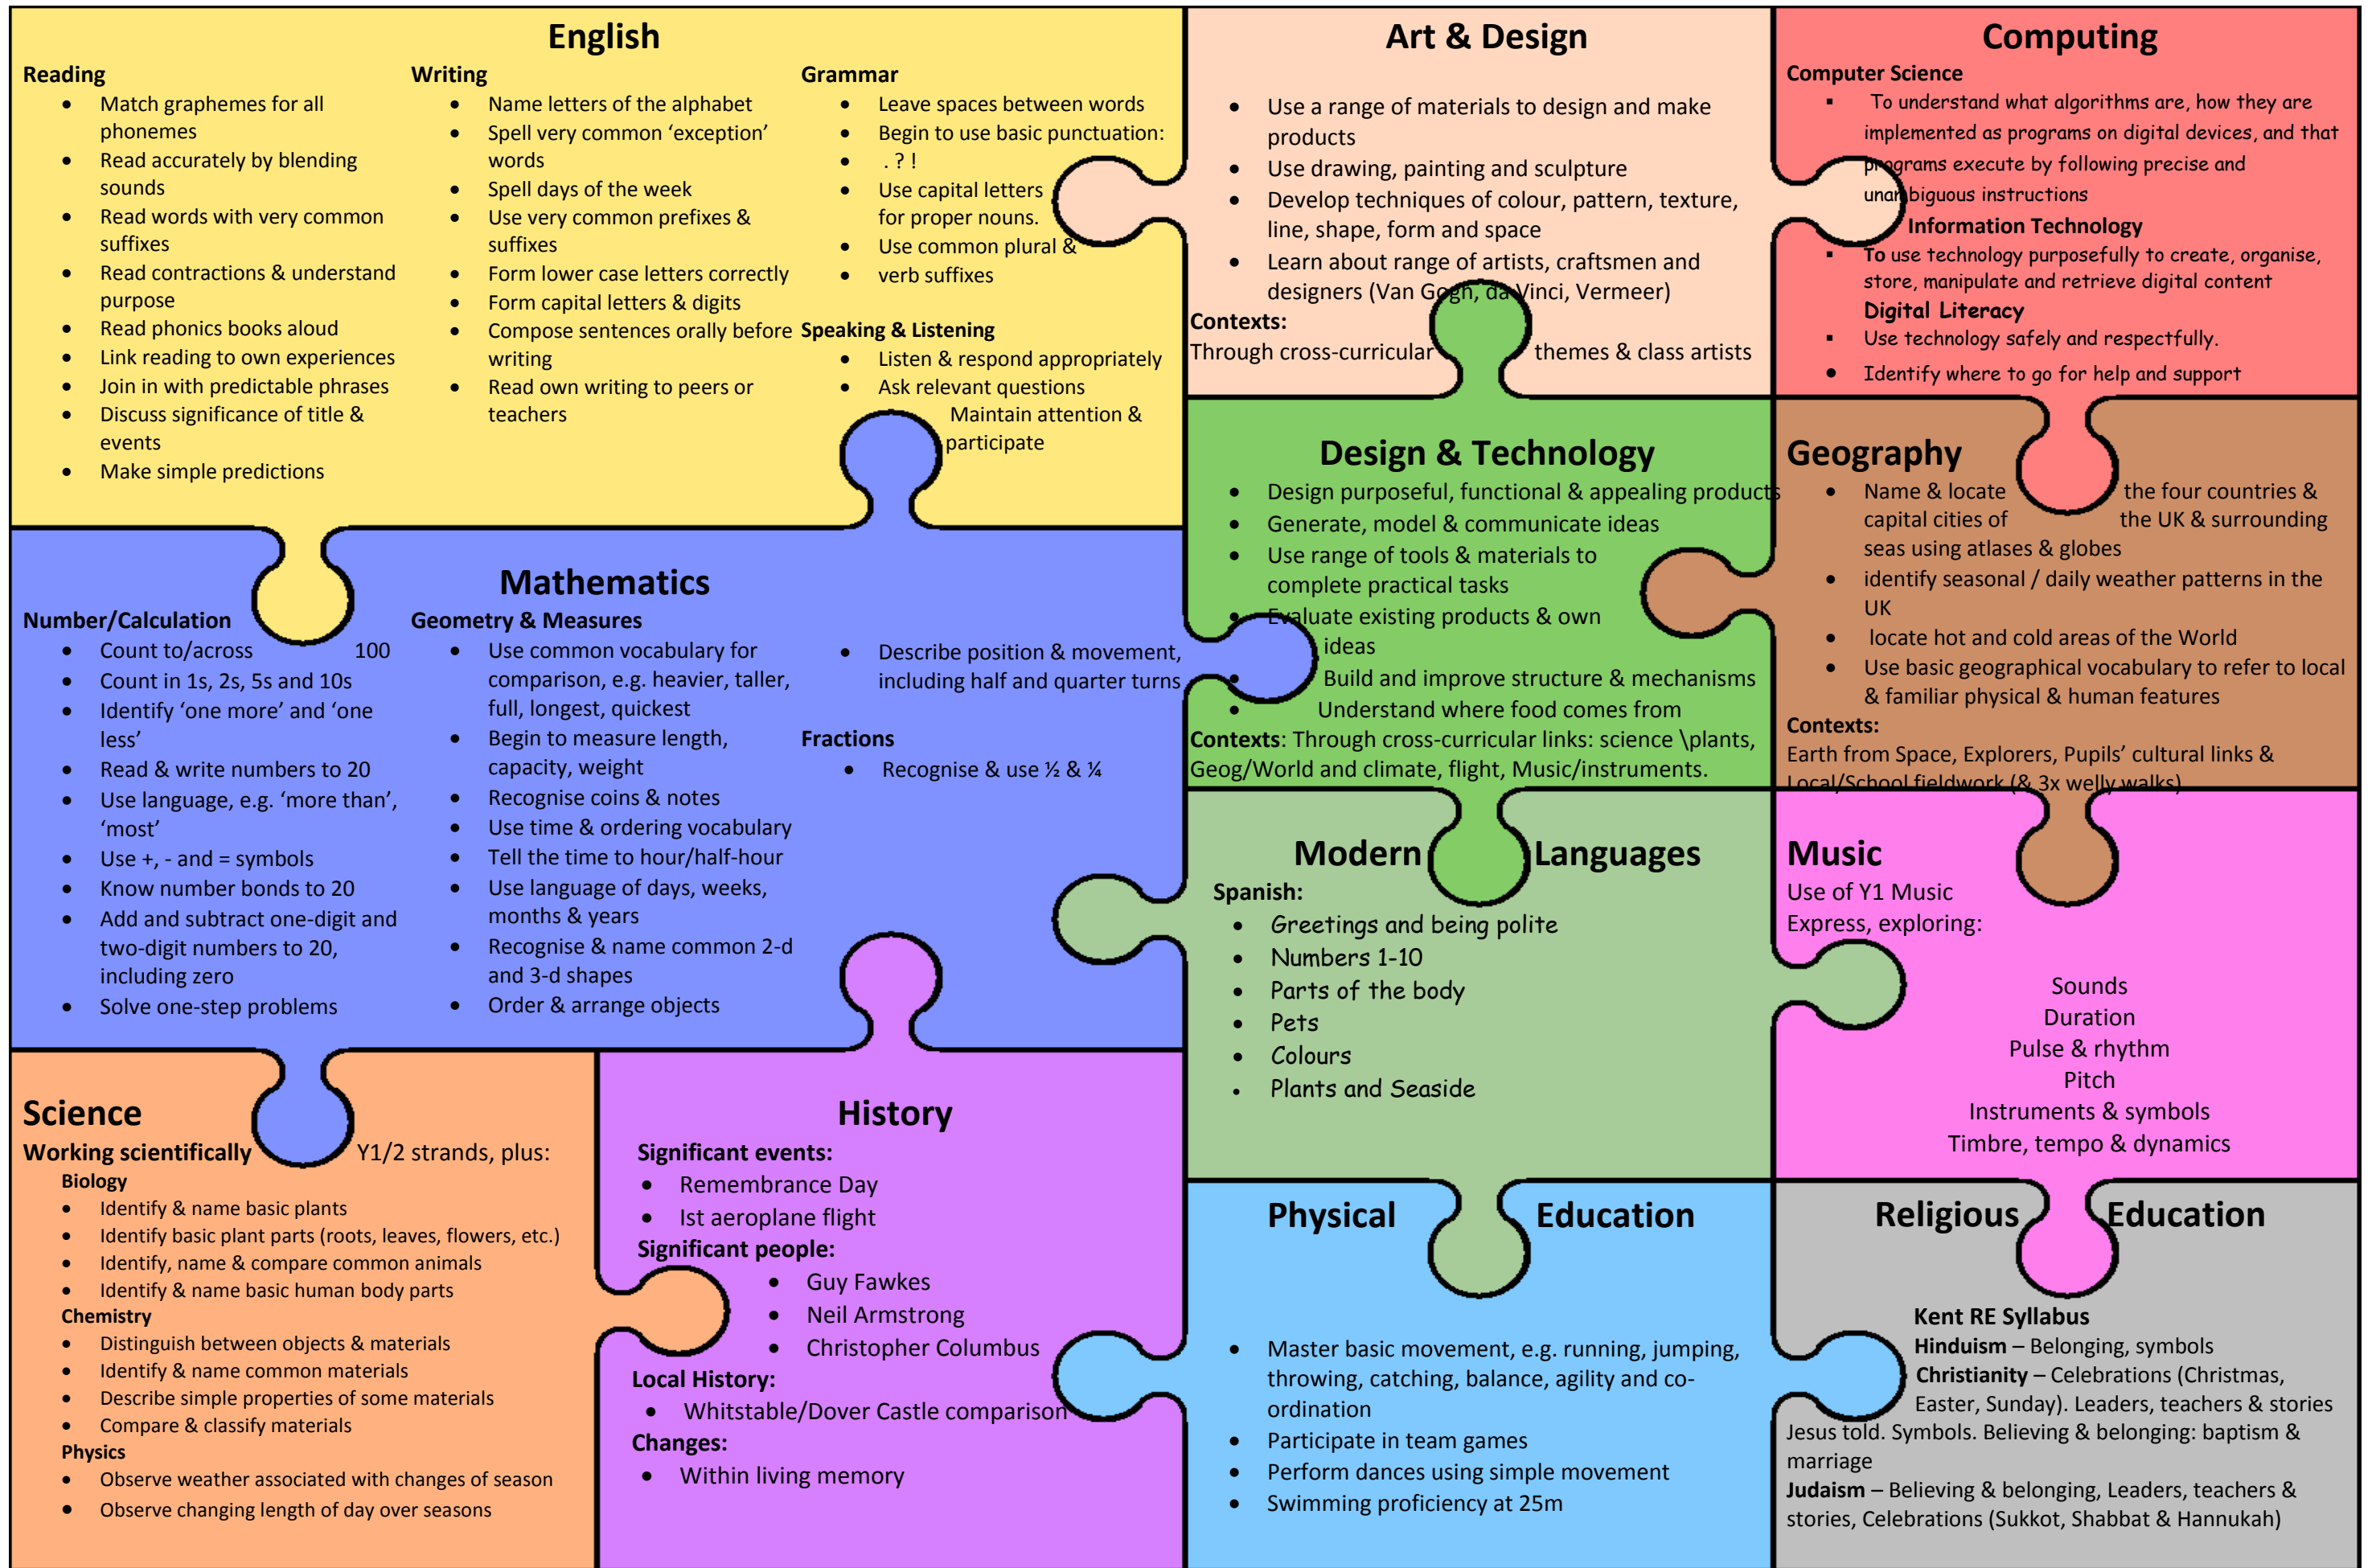 English
Reading
• Match graphemes for all
phonemes
• Read accurately by blending
sounds
• Read words with very common
suffixes
• Read contractions & understand
purpose
• Read phonics books aloud
• Link reading to own experiences
• Join in with predictable phrases
• Discuss significance of title &
events
• Make simple predictions
Writing
• Name letters of the alphabet
• Spell very common ‘exception’
words
• Spell days of the week
• Use very common prefixes &
suffixes
• Form lower case letters correctly
• Form capital letters & digits
• Compose sentences orally before
writing
• Read own writing to peers or
teachers
Grammar
• Leave spaces between words
• Begin to use basic punctuation:
• . ? !
• Use capital letters
for proper nouns.
• Use common plural &
• verb suffixes
Speaking & Listening
• Listen & respond appropriately
• Ask relevant questions
Maintain attention &
participate
Art & Design
• Use a range of materials to design and make
products
• Use drawing, painting and sculpture
• Develop techniques of colour, pattern, texture,
line, shape, form and space
• Learn about range of artists, craftsmen and
designers (Van Gogh, da Vinci, Vermeer)
Contexts:
Through cross-curricular themes & class artists
Computing
Computer Science
▪ To understand what algorithms are, how they are
implemented as programs on digital devices, and that
programs execute by following precise and
unambiguous instructions
Information Technology
▪ To use technology purposefully to create, organise,
store, manipulate and retrieve digital content
Digital Literacy
▪ Use technology safely and respectfully.
• Identify where to go for help and support
Mathematics
Number/Calculation
• Count to/across 100
• Count in 1s, 2s, 5s and 10s
• Identify ‘one more’ and ‘one
less’
• Read & write numbers to 20
• Use language, e.g. ‘more than’,
‘most’
• Use +, - and = symbols
• Know number bonds to 20
• Add and subtract one-digit and
two-digit numbers to 20,
including zero
• Solve one-step problems
Geometry & Measures
• Use common vocabulary for
comparison, e.g. heavier, taller,
full, longest, quickest
• Begin to measure length,
capacity, weight
• Recognise coins & notes
• Use time & ordering vocabulary
• Tell the time to hour/half-hour
• Use language of days, weeks,
months & years
• Recognise & name common 2-d
and 3-d shapes
• Order & arrange objects
• Describe position & movement,
including half and quarter turns
Fractions
• Recognise & use ½ & ¼
Design & Technology
• Design purposeful, functional & appealing products
• Generate, model & communicate ideas
• Use range of tools & materials to
complete practical tasks
• Evaluate existing products & own
ideas
• Build and improve structure & mechanisms
• Understand where food comes from
Contexts: Through cross-curricular links: science \plants,
Geog/World and climate, flight, Music/instruments.
Geography
• Name & locate the four countries &
capital cities of the UK & surrounding
seas using atlases & globes
• identify seasonal / daily weather patterns in the
UK
• locate hot and cold areas of the World
• Use basic geographical vocabulary to refer to local
& familiar physical & human features
Contexts:
Earth from Space, Explorers, Pupils’ cultural links &
Local/School fieldwork (& 3x welly walks)
Modern Languages
Spanish:
• Greetings and being polite
• Numbers 1-10
• Parts of the body
• Pets
• Colours
• Plants and Seaside
Music
Use of Y1 Music
Express, exploring:
Sounds
Duration
Pulse & rhythm
Pitch
Instruments & symbols
Timbre, tempo & dynamics
Science
Working scientifically Y1/2 strands, plus:
Biology
• Identify & name basic plants
• Identify basic plant parts (roots, leaves, flowers, etc.)
• Identify, name & compare common animals
• Identify & name basic human body parts
Chemistry
• Distinguish between objects & materials
• Identify & name common materials
• Describe simple properties of some materials
• Compare & classify materials
Physics
• Observe weather associated with changes of season
• Observe changing length of day over seasons
History
Significant events:
• Remembrance Day
• Ist aeroplane flight
Significant people:
• Guy Fawkes
• Neil Armstrong
• Christopher Columbus
Local History:
• Whitstable/Dover Castle comparison
Changes:
• Within living memory
Physical Education
• Master basic movement, e.g. running, jumping,
throwing, catching, balance, agility and co-
ordination
• Participate in team games
• Perform dances using simple movement
• Swimming proficiency at 25m
Religious Education
Kent RE Syllabus
Hinduism – Belonging, symbols
Christianity – Celebrations (Christmas,
Easter, Sunday). Leaders, teachers & stories
Jesus told. Symbols. Believing & belonging: baptism &
marriage
Judaism – Believing & belonging, Leaders, teachers &
stories, Celebrations (Sukkot, Shabbat & Hannukah)